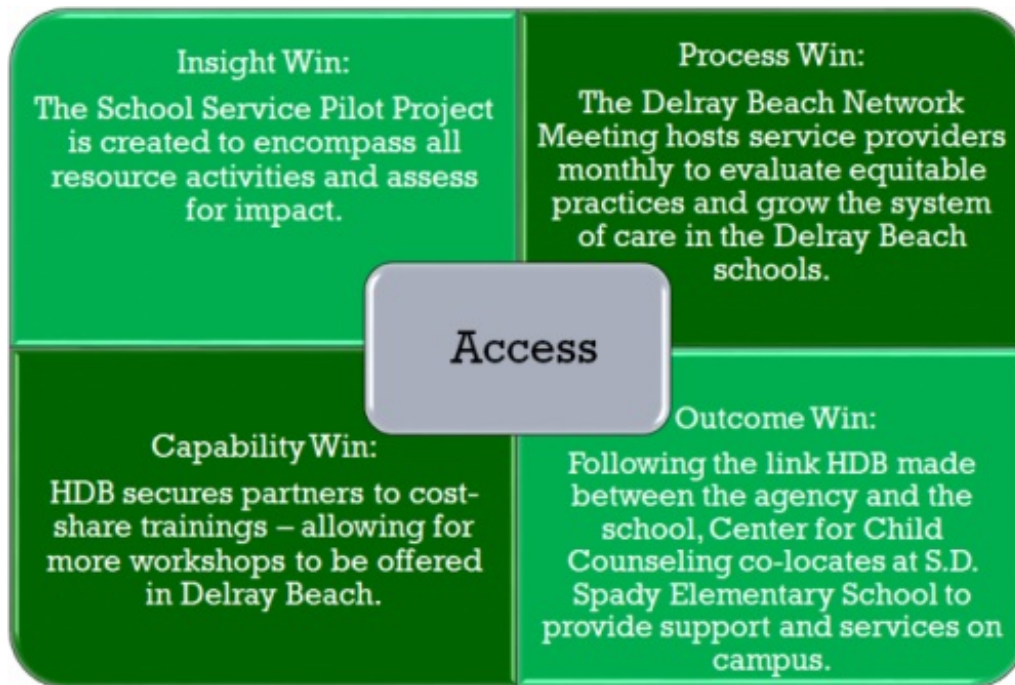 Insight Win:
The School Service Pilot Project
is created to encompass all
resource activities and assess
for impact.
Process Win:
The Delray Beach Network
Meeting hosts service providers
monthly to evaluate equitable
practices and grow the system
of care in the Delray Beach
schools.
Access
Capability Win:
HDB secures partners to cost-
share trainings – allowing for
more workshops to be offered
in Delray Beach.
Outcome Win:
Following the link HDB made
between the agency and the
school, Center for Child
Counseling co-locates at S.D.
Spady Elementary School to
provide support and services on
campus.